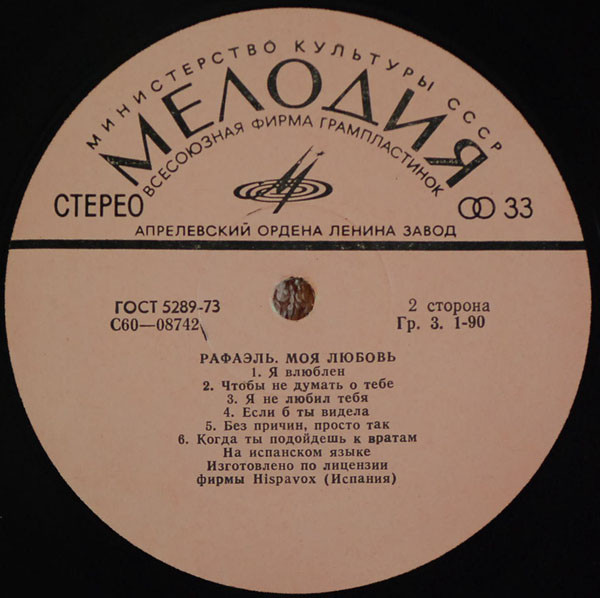 МИНИСТЕРСТВО КУЛЬТУРЫ СССР
МЕЛОДИЯ
ВСЕСОЮЗНАЯ ФИРМА ГРАМПЛАСТИНОК
СТЕРЕО
33
АПРЕЛЕВСКИЙ ОРДЕНА ЛЕНИНА ЗАВОД
ГОСТ 5289-73
2 сторона
С60—08742
Гр. 3. 1-90
РАФАЭЛЬ. МОЯ ЛЮБОВЬ
1. Я влюблен
2. Чтобы не думать о тебе
3. Я не любил тебя
4. Если б ты видела
5. Без причин, просто так
6. Когда ты подойдешь к вратам
На испанском языке
Изготовлено по лицензии
фирмы Hispavox (Испания)